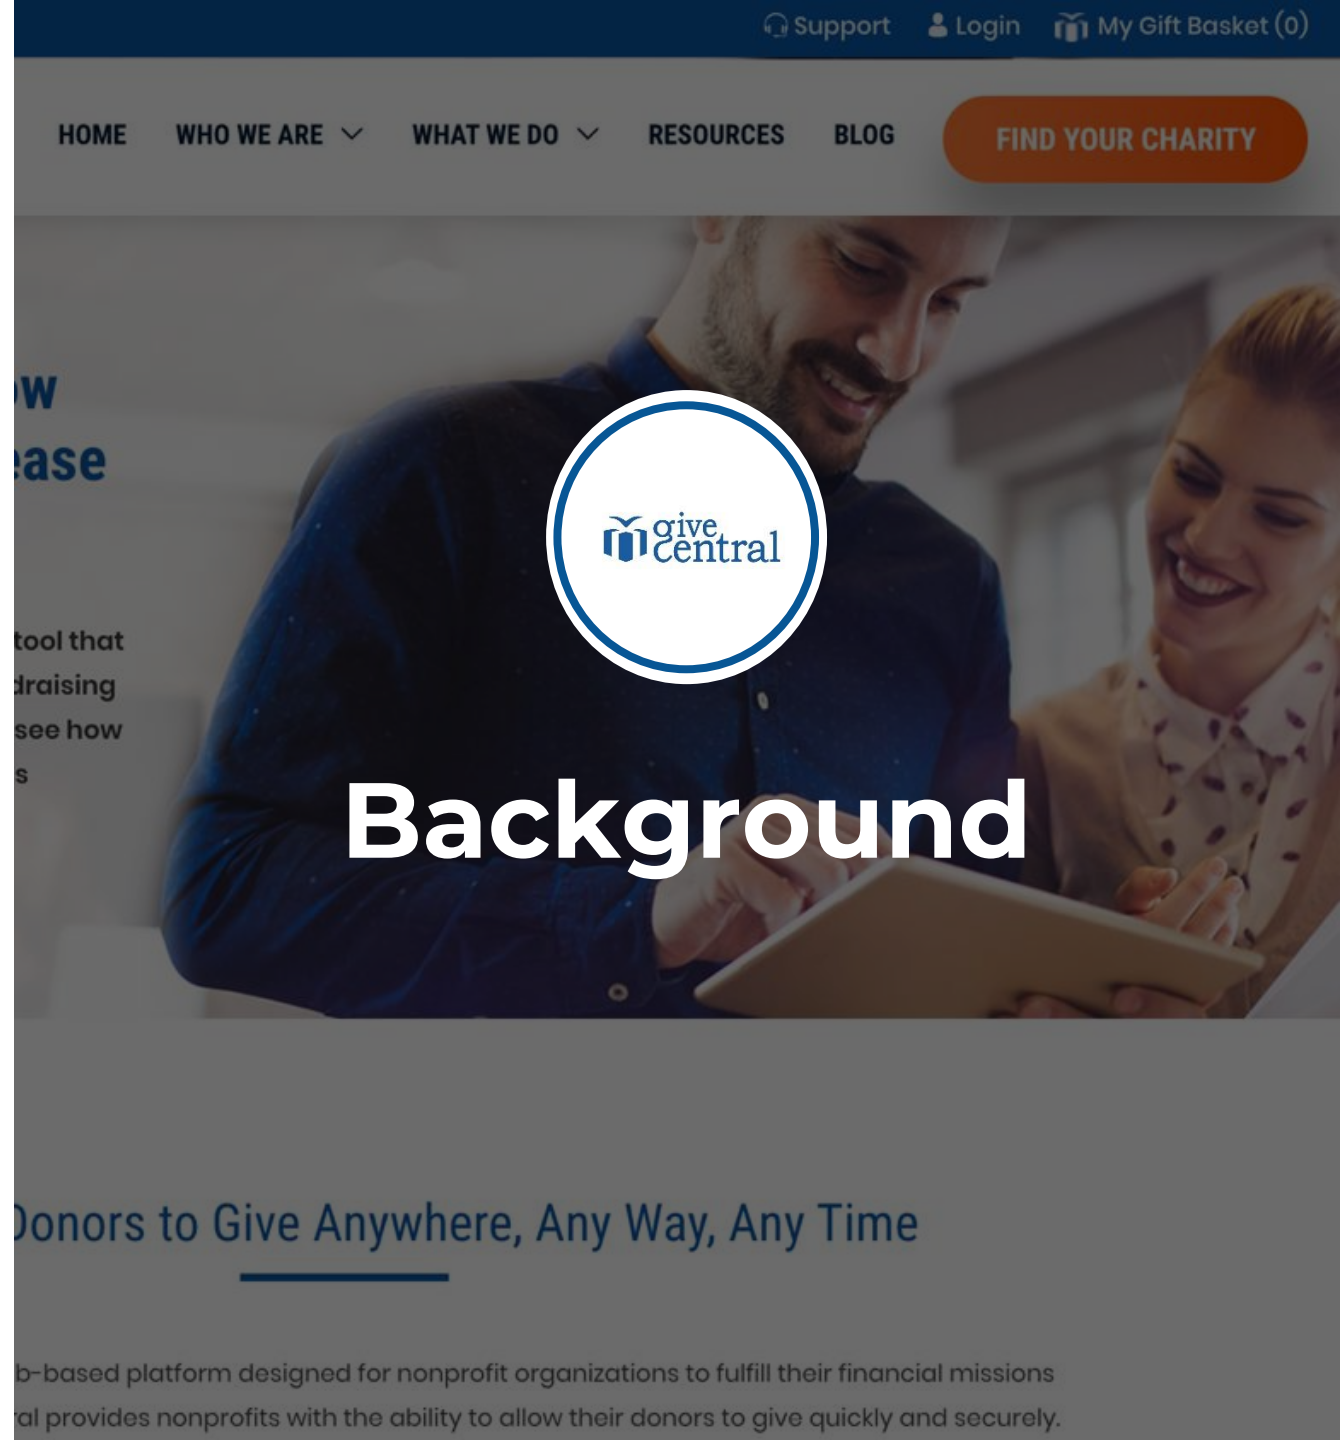 Support Login My Gift Basket (0)
HOME WHO WE ARE WHAT WE DO RESOURCES BLOG FIND YOUR CHARITY
ow
ease
give
central
tool that
draising
see how
s
Background
Donors to Give Anywhere, Any Way, Any Time
b-based platform designed for nonprofit organizations to fulfill their financial missions
ral provides nonprofits with the ability to allow their donors to give quickly and securely.